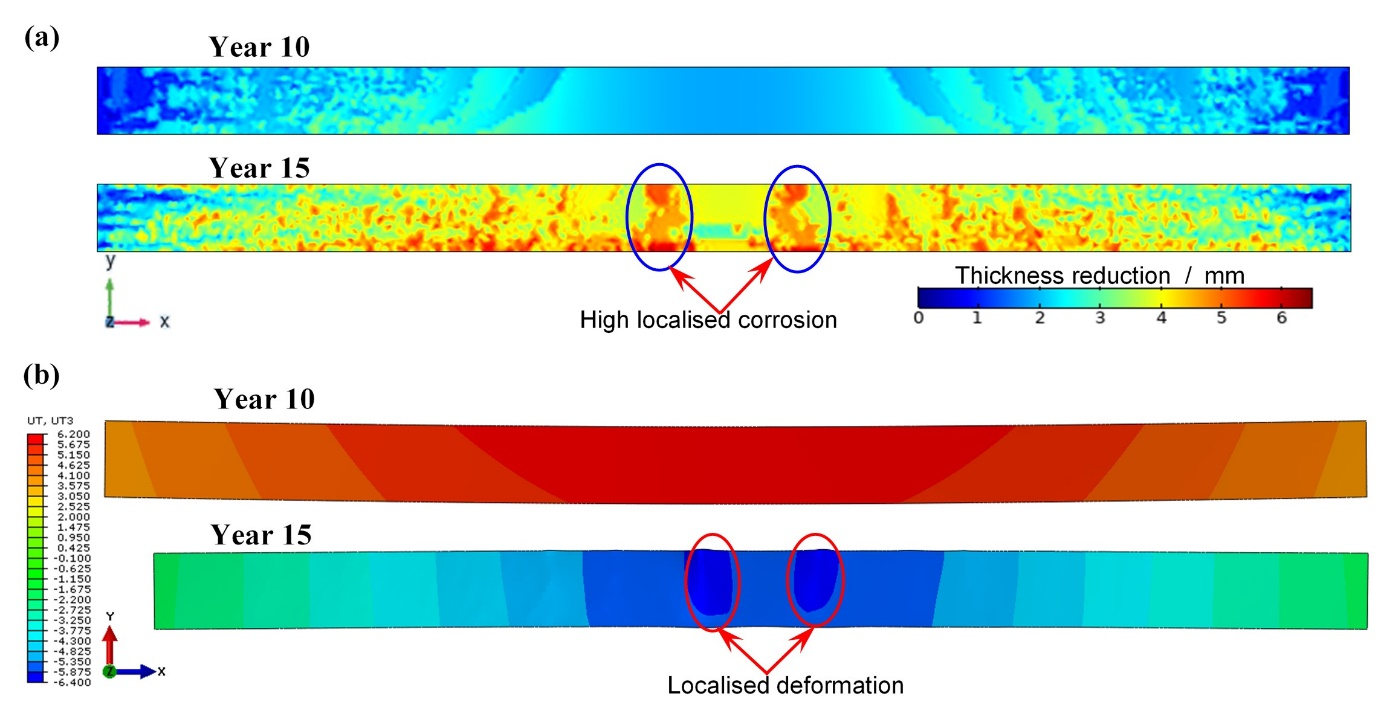 (a)
Year 10
Year 15
y
z x
High localised corrosion
Thickness reduction / mm
0 1 2 3 4 5 6
(b)
Year 10
UT, UT3
6.200
5.675
5.150
4.625
4.100
3.575
3.050
2.525
2.000
1.475
0.950
0.425
-0.100
-0.625
-1.150
-1.675
-2.200
-2.725
-3.250
-3.775
-4.300
-4.825
-5.350
-5.875
-6.400
Year 15
Y
Z X
Localised deformation